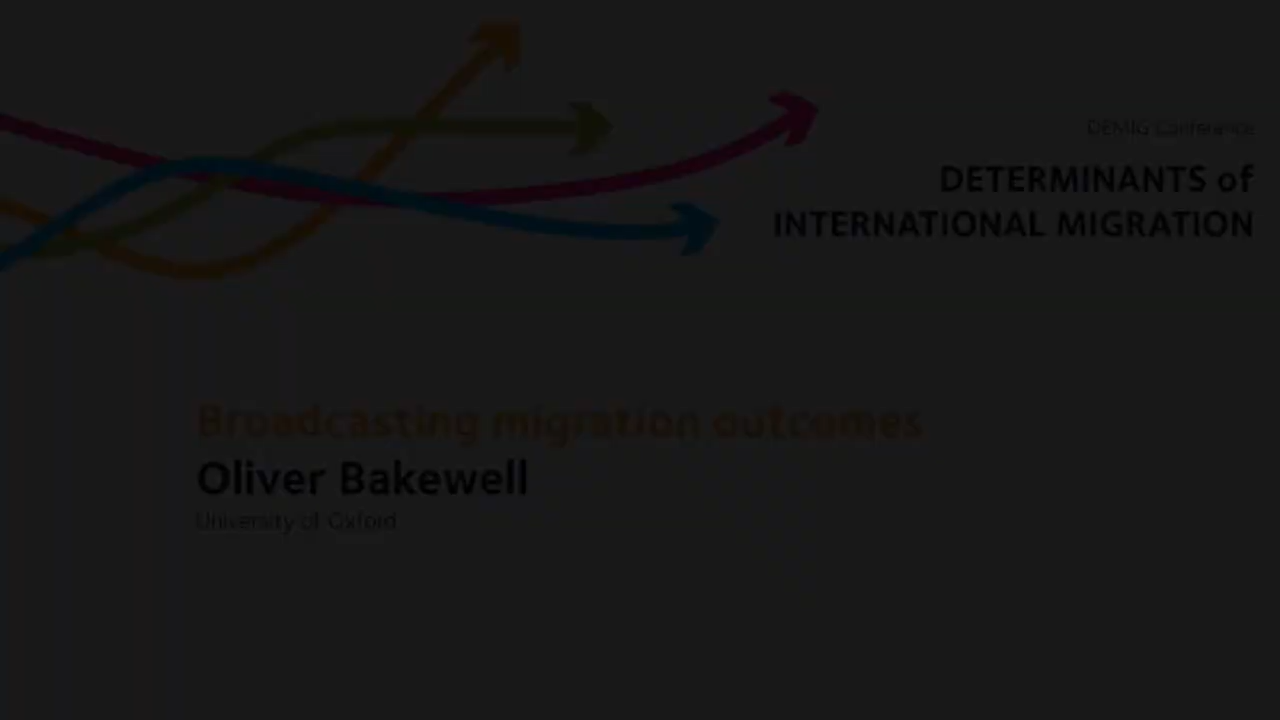 DEMIG Conference
DETERMINANTS of
INTERNATIONAL MIGRATION
Broadcasting migration outcomes
Oliver Bakewell
University of Oxford